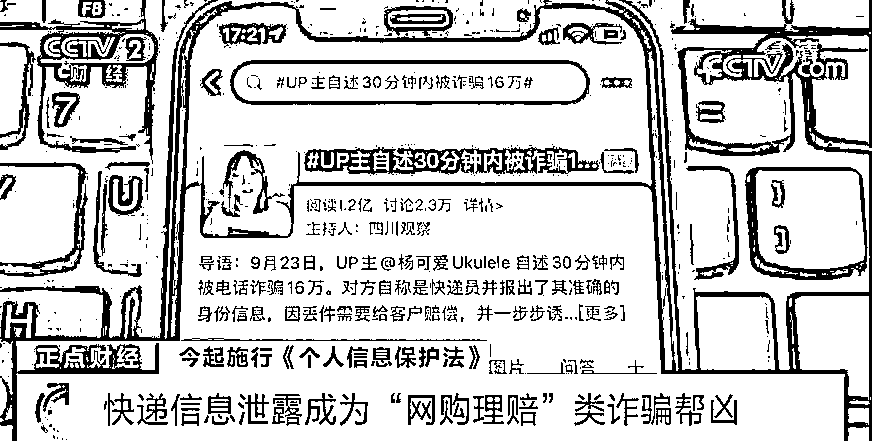 F8
CCTV 2
财经
CCTV.com
7
=
17:21
#UP主自述30分钟内被诈骗16万#
#UP主自述30分钟内被诈骗1...
阅读1.2亿 讨论2.3万 详情>
主持人：四川观察
U
}
]
导语：9月23日，UP主@杨可爱Ukulele 自述30分钟内
被电话诈骗16万。对方自称是快递员并报出了其准确的
身份信息，因丢件需要给客户赔偿，并一步步诱...[更多]
H
图片 问答
正点财经 今起施行《个人信息保护法》
快递信息泄露成为“网购理赔”类诈骗帮凶